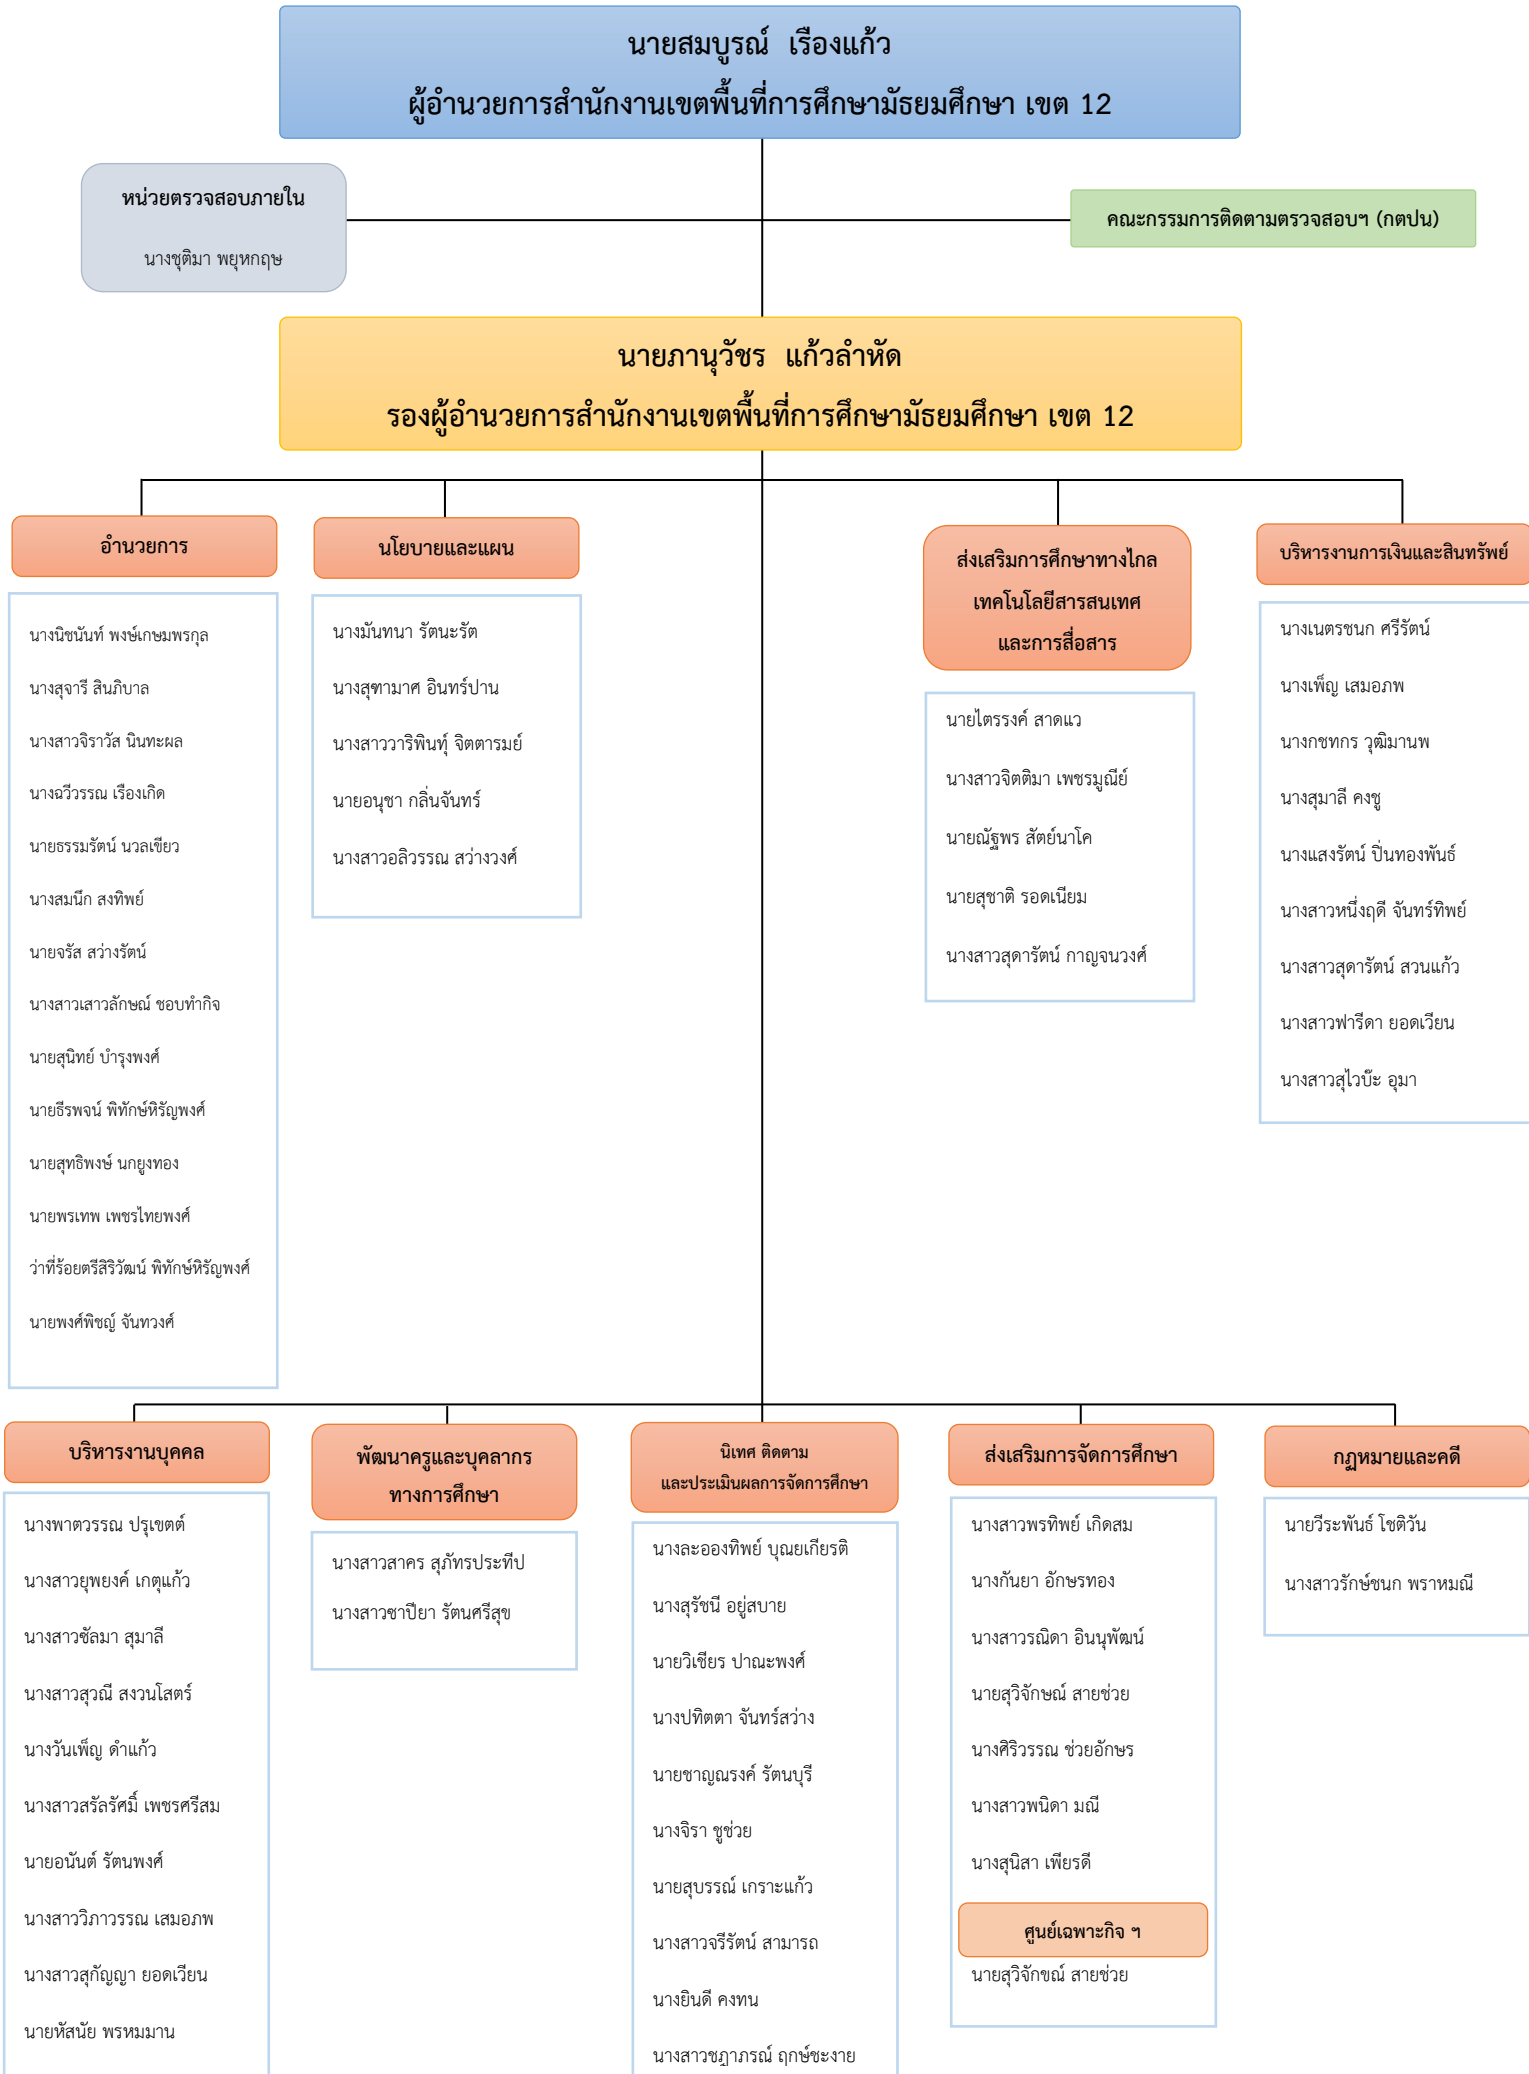 นายสมบูรณ์  เรืองแก้ว
ผู้อำนวยการสำนักงานเขตพื้นที่การศึกษามัธยมศึกษา เขต 12
หน่วยตรวจสอบภายใน
นางชุติมา พยุหกฤษ
คณะกรรมการติดตามตรวจสอบฯ (กตปน)
นายภานุวัชร  แก้วลำหัด
รองผู้อำนวยการสำนักงานเขตพื้นที่การศึกษามัธยมศึกษา เขต 12
อำนวยการ
นางนิชนันท์ พงษ์เกษมพรกุล
นางสุจารี สินภิบาล
นางสาวจิราวัส นินทะผล
นางฉวีวรรณ เรืองเกิด
นายธรรมรัตน์ นวลเขียว
นางสมนึก สงทิพย์
นายจรัส สว่างรัตน์
นางสาวเสาวลักษณ์ ชอบทำกิจ
นายสุนิทย์ บำรุงพงศ์
นายธีรพจน์ พิทักษ์หิรัญพงศ์
นายสุทธิพงษ์ นกยูงทอง
นายพรเทพ เพชรไทยพงศ์
ว่าที่ร้อยตรีสิริวัฒน์ พิทักษ์หิรัญพงศ์
นายพงศ์พิชญ์ จันทวงศ์
นโยบายและแผน
นางมันทนา รัตนะรัต
นางสุฑามาศ อินทร์ปาน
นางสาววาริพินทุ์ จิตตารมย์
นายอนุชา กลิ่นจันทร์
นางสาวอลิวรรณ สว่างวงศ์
ส่งเสริมการศึกษาทางไกล
เทคโนโลยีสารสนเทศ
และการสื่อสาร
นายไตรรงค์ สาดแว
นางสาวจิตติมา เพชรมูณีย์
นายณัฐพร สัตย์นาโค
นายสุชาติ รอดเนียม
นางสาวสุดารัตน์ กาญจนวงศ์
บริหารงานการเงินและสินทรัพย์
นางเนตรชนก ศรีรัตน์
นางเพ็ญ เสมอภพ
นางกชทกร วุฒิมานพ
นางสุมาลี คงชู
นางแสงรัตน์ ปิ่นทองพันธ์
นางสาวหนึ่งฤดี จันทร์ทิพย์
นางสาวสุดารัตน์ สวนแก้ว
นางสาวฟารีดา ยอดเวียน
นางสาวสุไวบ๊ะ อุมา
บริหารงานบุคคล
นางพาตวรรณ ปรุเขตต์
นางสาวยุพยงค์ เกตุแก้ว
นางสาวซัลมา สุมาลี
นางสาวสุวณี สงวนโสตร์
นางวันเพ็ญ ดำแก้ว
นางสาวสรัลรัศมิ์ เพชรศรีสม
นายอนันต์ รัตนพงศ์
นางสาววิภาวรรณ เสมอภพ
นางสาวสุกัญญา ยอดเวียน
นายหัสนัย พรหมมาน
พัฒนาครูและบุคลากร
ทางการศึกษา
นางสาวสาคร สุภัทรประทีป
นางสาวซาปียา รัตนศรีสุข
นิเทศ ติดตาม
และประเมินผลการจัดการศึกษา
นางละอองทิพย์ บุณยเกียรติ
นางสุรัชนี อยู่สบาย
นายวิเชียร ปาณะพงศ์
นางปทิตตา จันทร์สว่าง
นายชาญณรงค์ รัตนบุรี
นางจิรา ชูช่วย
นายสุบรรณ์ เกราะแก้ว
นางสาวจรีรัตน์ สามารถ
นางยินดี คงทน
นางสาวชฎาภรณ์ ฤกษ์ชะงาย
ส่งเสริมการจัดการศึกษา
นางสาวพรทิพย์ เกิดสม
นางกันยา อักษรทอง
นางสาวรณิดา อินนุพัฒน์
นายสุวิจักษณ์ สายช่วย
นางศิริวรรณ ช่วยอักษร
นางสาวพนิดา มณี
นางสุนิสา เพียรดี
ศูนย์เฉพาะกิจ ฯ
นายสุวิจักขณ์ สายช่วย
กฎหมายและคดี
นายวีระพันธ์ โชติวัน
นางสาวรักษ์ชนก พราหมณี